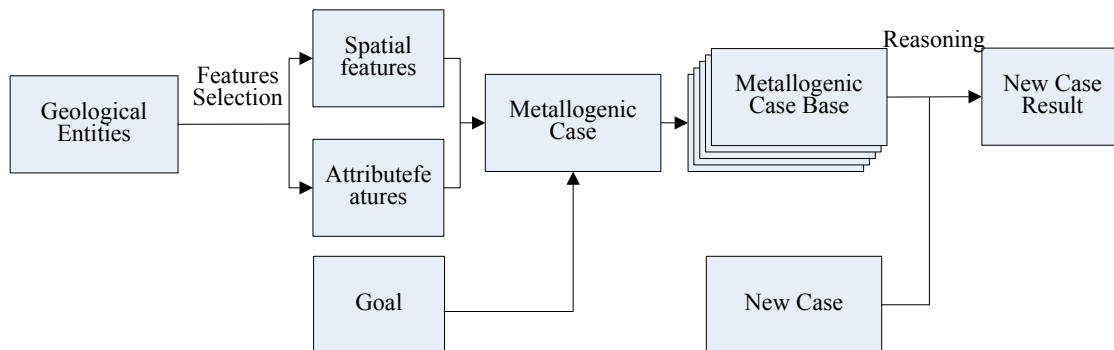 Geological
Entities
Features
Selection
Spatial
features
Attributefe
atures
Goal
Metallogenic
Case
Metallogenic
Case Base
New Case
Reasoning
New Case
Result